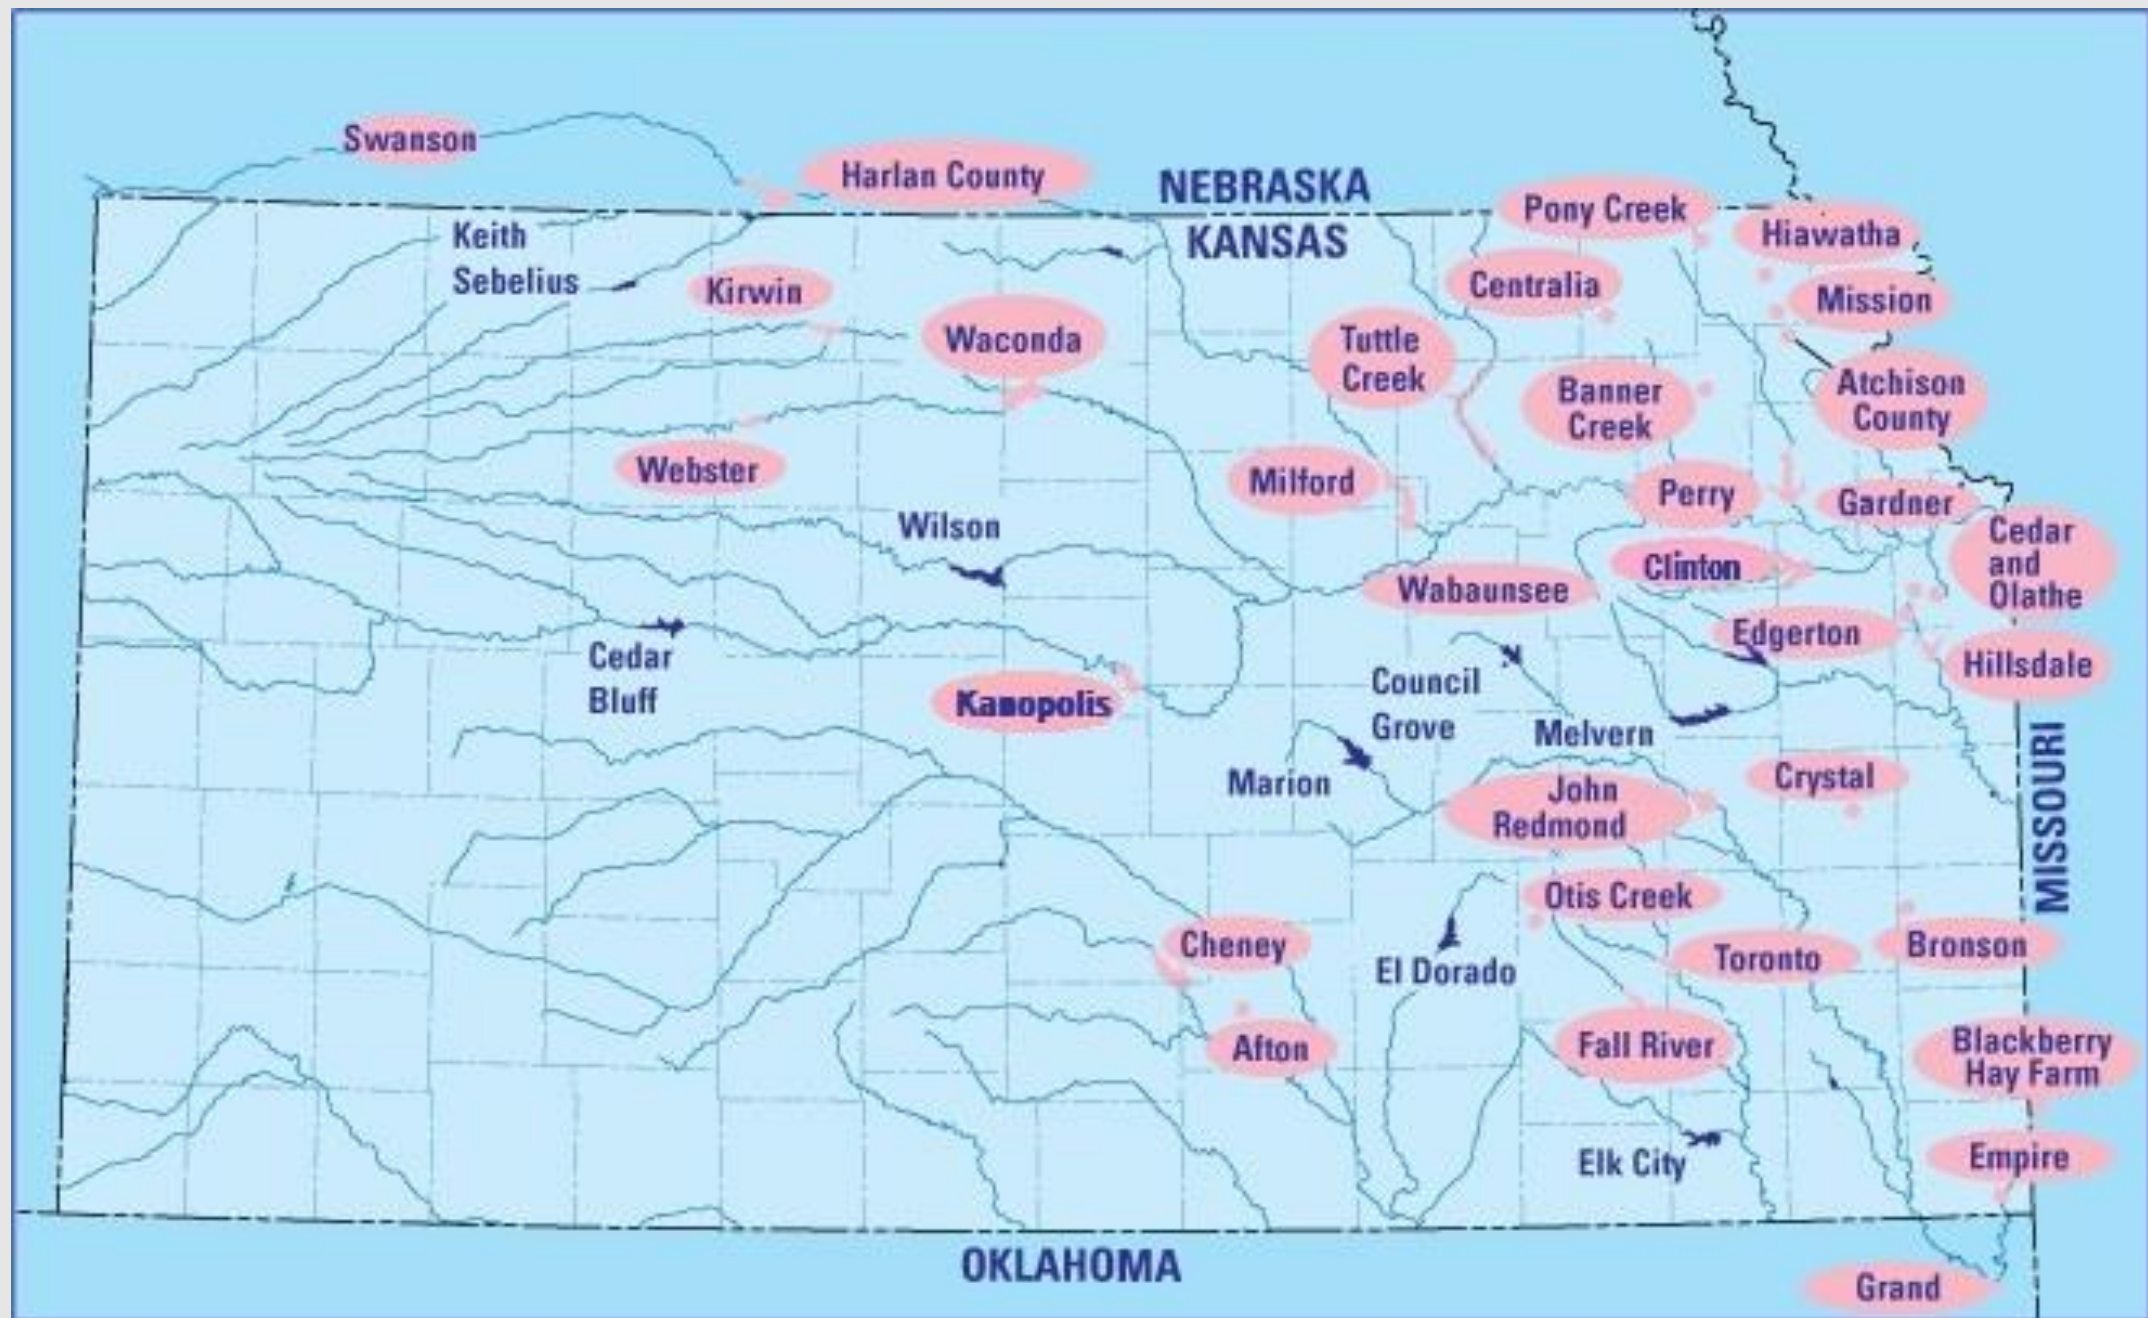 Swanson
Harlan County
NEBRASKA
KANSAS
Pony Creek
Hiawatha
Keith
Sebelius
Kirwin
Centralia
Mission
Waconda
Tuttle
Creek
Banner
Creek
Atchison
County
Webster
Milford
Perry
Gardner
Wilson
Cedar
and
Olathe
Clinton
Wabaunsee
Edgerton
Hillsdale
Cedar
Bluff
Kanopolis
Council
Grove
Melvern
Marion
Crystal
MISSOURI
John
Redmond
Otis Creek
Cheney
El Dorado
Toronto
Bronson
Afton
Fall River
Blackberry
Hay Farm
Elk City
Empire
OKLAHOMA
Grand